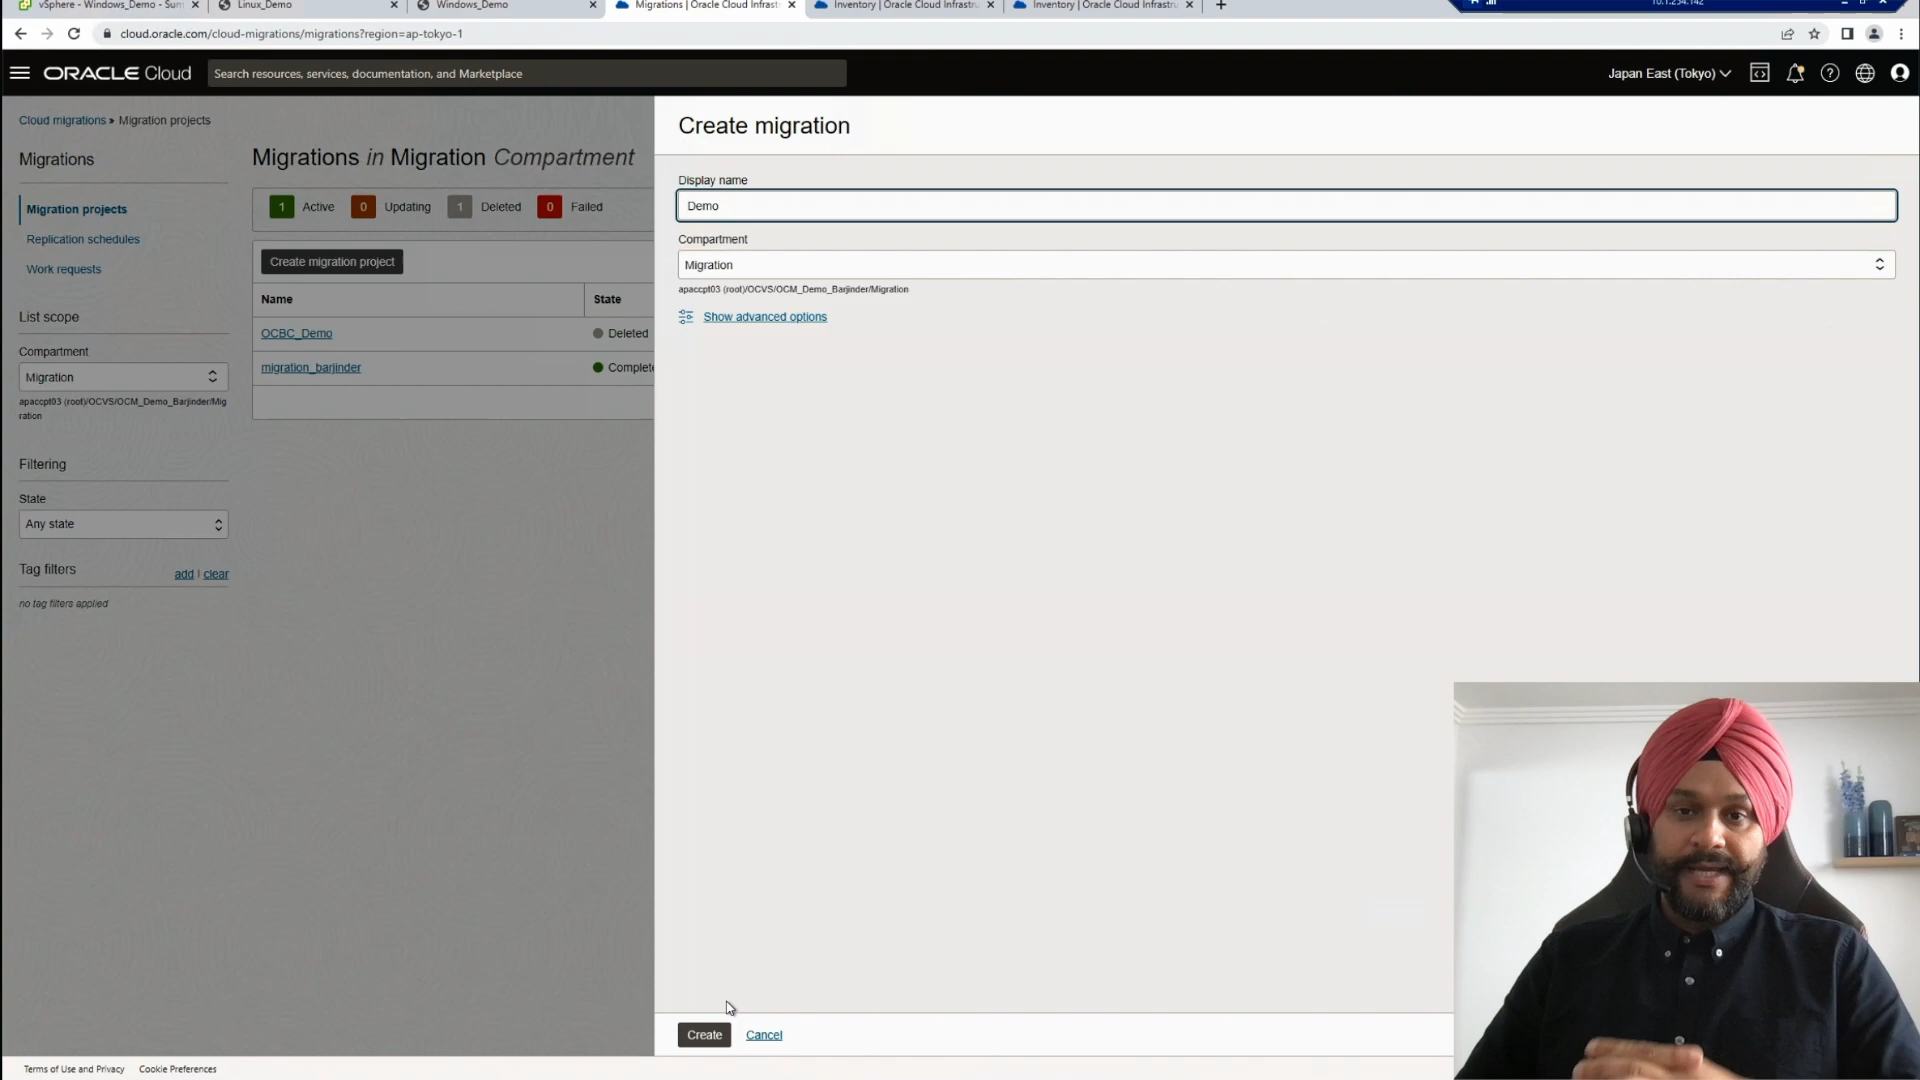 vSphere - Windows_Demo - Sum
Linux_Demo
Windows_Demo
Migrations | Oracle Cloud Infrast
Inventory | Oracle Cloud Infrastru
Inventory | Oracle Cloud Infrastru
10.1.254.142
cloud.oracle.com/cloud-migrations/migrations?region=ap-tokyo-1
ORACLE Cloud
Search resources, services, documentation, and Marketplace
Japan East (Tokyo)
Cloud migrations » Migration projects
Migrations
Migration projects
Replication schedules
Work requests
List scope
Compartment
Migration
apaccpt03 (root)/OCVS/OCM_Demo_Barjinder/Mig
ration
Filtering
State
Any state
Tag filters
add | clear
no tag filters applied
Migrations in Migration Compartment
1 Active 0 Updating 1 Deleted 0 Failed
Create migration project
Name State
OCBC_Demo Deleted
migration_barjinder Complete
Create migration
Display name
Demo
Compartment
Migration
apaccpt03 (root)/OCVS/OCM_Demo_Barjinder/Migration
Show advanced options
Create Cancel
Terms of Use and Privacy Cookie Preferences